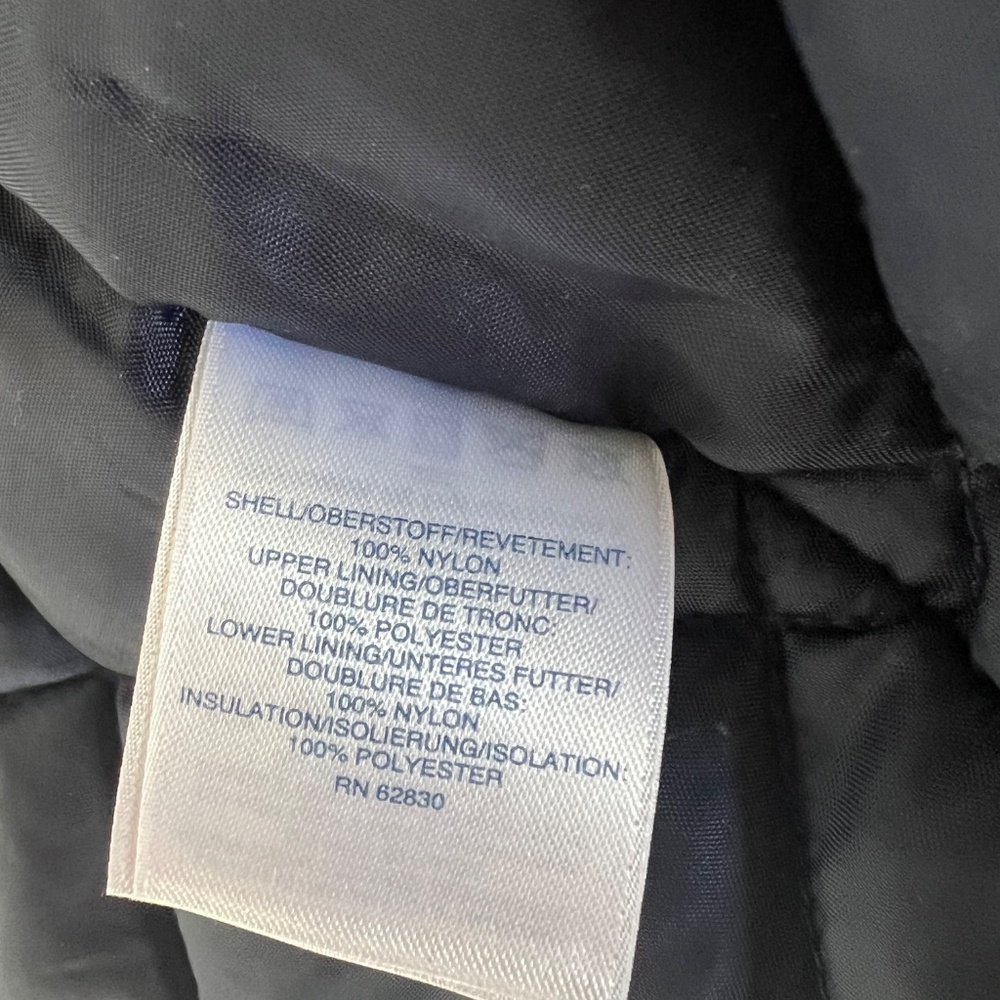 SHELL/OBERSTOFF/REVETEMENT:
100% NYLON
UPPER LINING/OBERFUTTER/
DOUBLURE DE TRONC:
100% POLYESTER
LOWER LINING/UNTERES FUTTER/
DOUBLURE DE BAS:
100% NYLON
INSULATION/ISOLIERUNG/ISOLATION:
100% POLYESTER
RN 62830